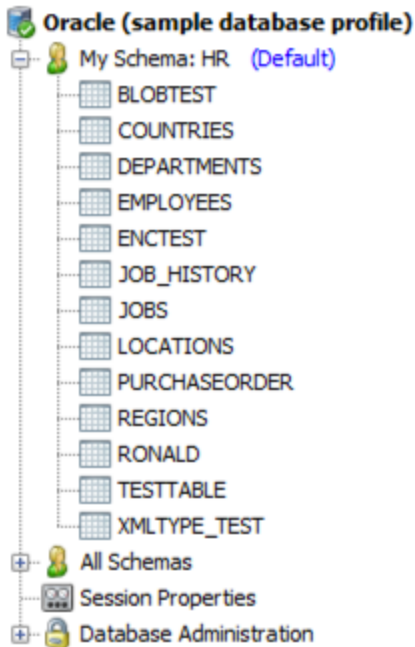 Oracle (sample database profile)
My Schema: HR (Default)
BLOBTEST
COUNTRIES
DEPARTMENTS
EMPLOYEES
ENCTEST
JOB_HISTORY
JOBS
LOCATIONS
PURCHASEORDER
REGIONS
RONALD
TESTTABLE
XMLTYPE_TEST
All Schemas
Session Properties
Database Administration